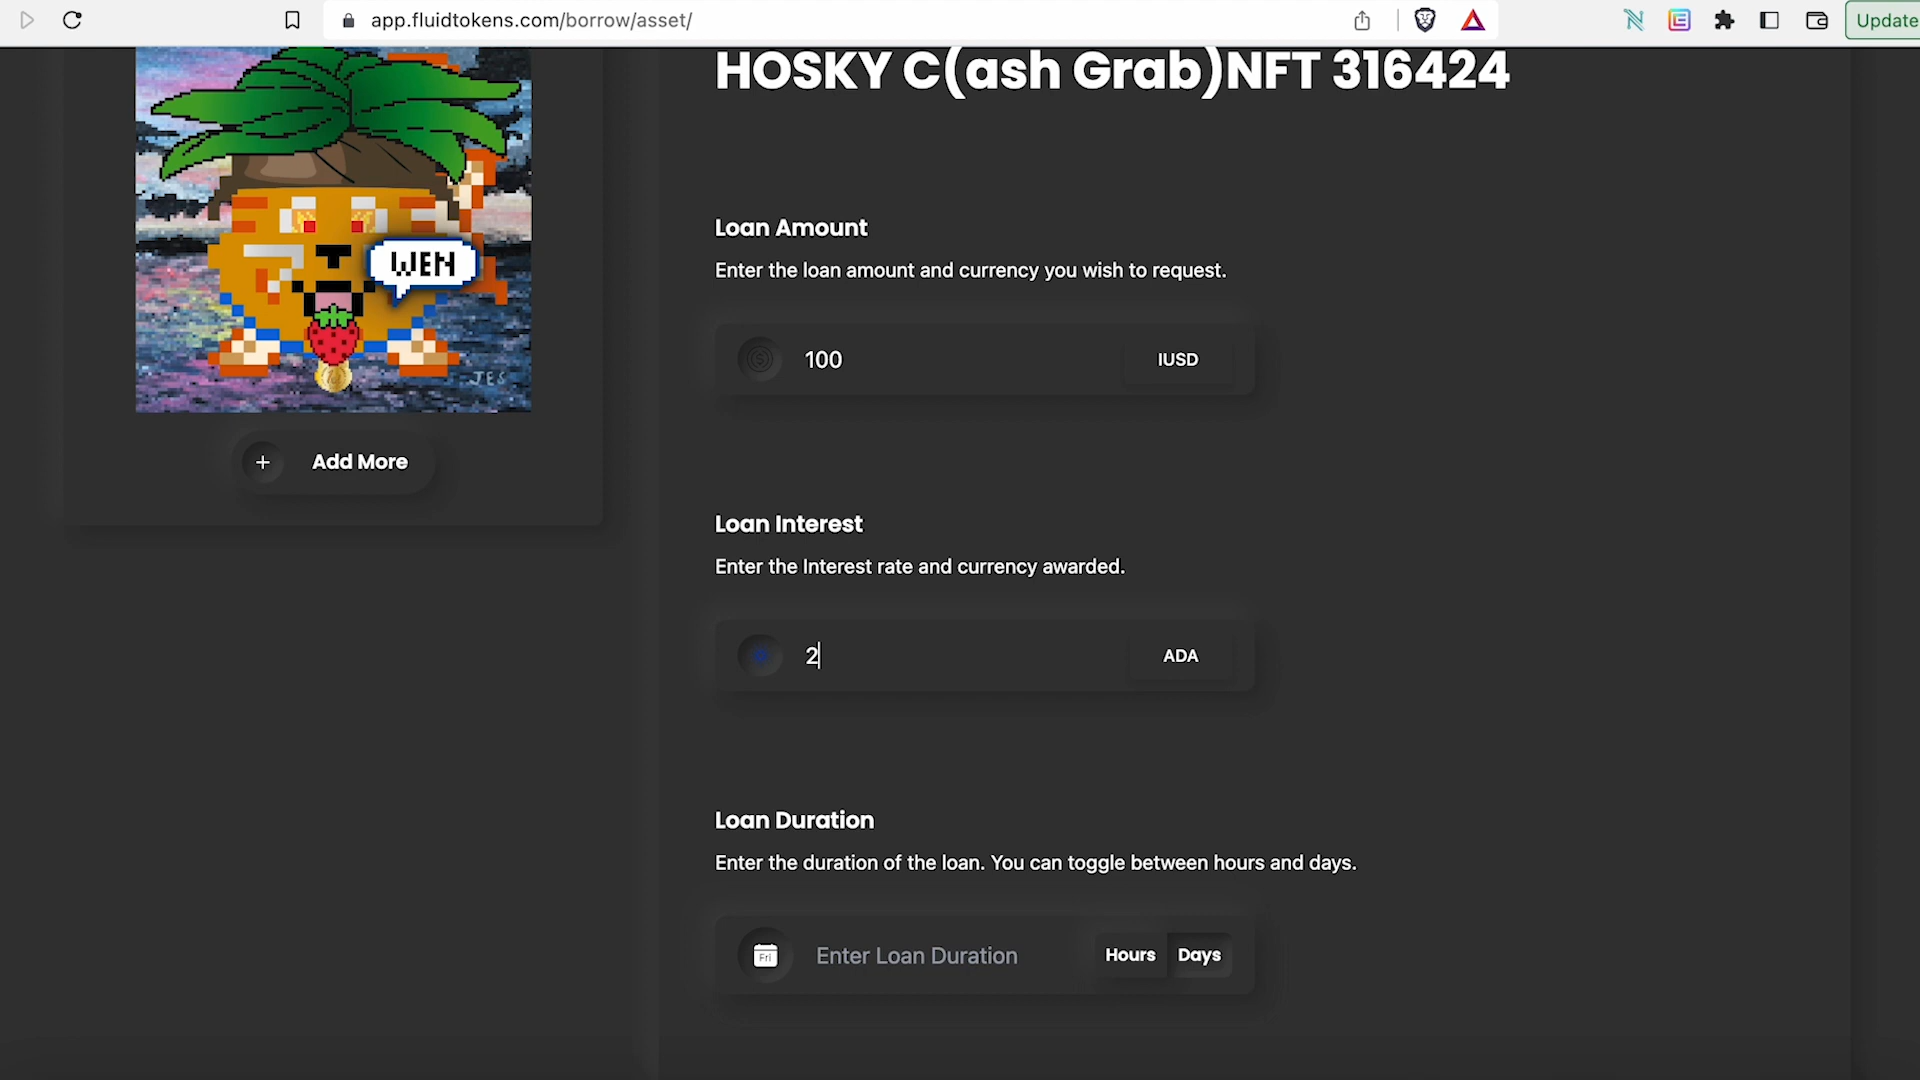 app.fluidtokens.com/borrow/asset/
Update
HOSKY C(ash Grab)NFT 316424
WEN
JES
Add More
Loan Amount
Enter the loan amount and currency you wish to request.
100
IUSD
Loan Interest
Enter the Interest rate and currency awarded.
2
ADA
Loan Duration
Enter the duration of the loan. You can toggle between hours and days.
Fri
Enter Loan Duration
Hours
Days